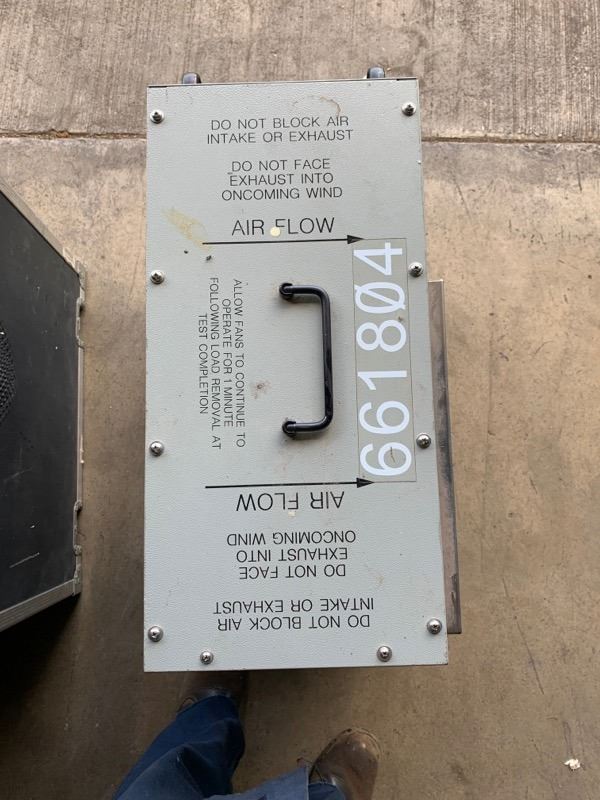 DO NOT BLOCK AIR
INTAKE OR EXHAUST
DO NOT FACE
EXHAUST INTO
ONCOMING WIND
AIR FLOW
661804
ALLOW FANS TO CONTINUE TO
OPERATE FOR 1 MINUTE
FOLLOWING LOAD REMOVAL AT
TEST COMPLETION
DO NOT BLOCK AIR
INTAKE OR EXHAUST
DO NOT FACE
EXHAUST INTO
ONCOMING WIND
AIR FLOW